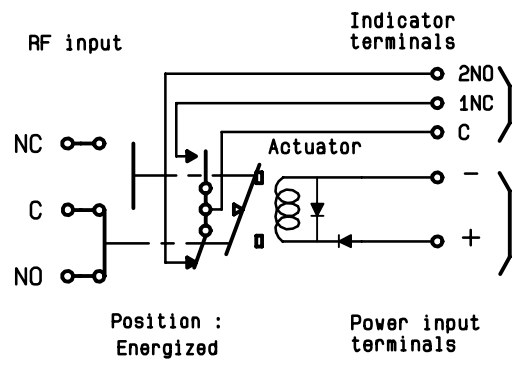 RF input
Indicator
terminals
2NO
1NC
C
NC
C
NO
Actuator
-
+
Position :
Energized
Power input
terminals